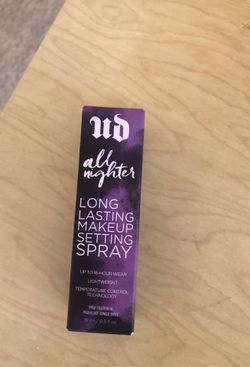 UD
all
nighter
LONG
LASTING
MAKEUP
SETTING
SPRAY
UP TO 16-HOUR WEAR
LIGHTWEIGHT
TEMPERATURE CONTROL
TECHNOLOGY